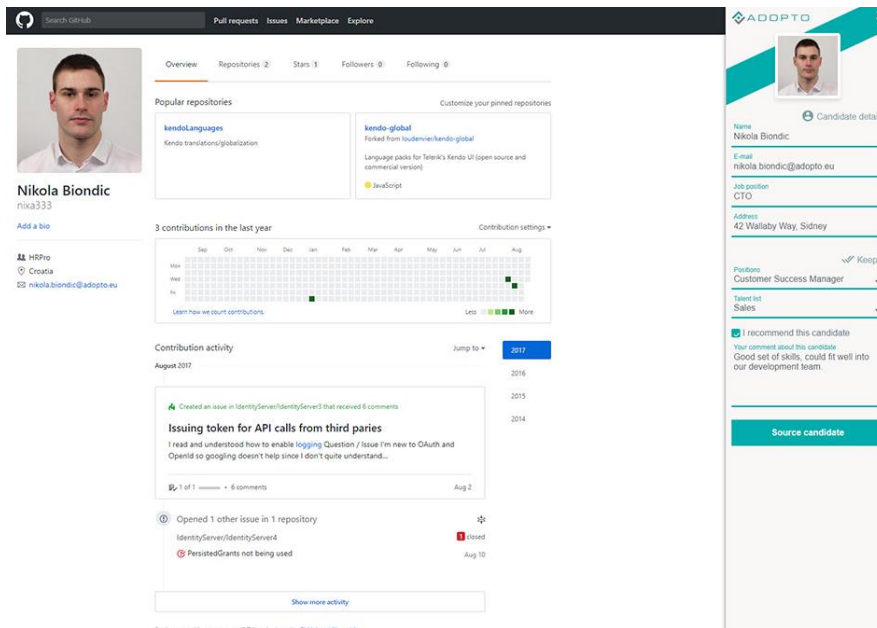 Search GitHub
Pull requests Issues Marketplace Explore
Nikola Biondic
nixa333
Add a bio
HRPro
Croatia
nikola.biondic@adopto.eu
Overview Repositories 2 Stars 1 Followers 0 Following 0
Popular repositories
Customize your pinned repositories
kendoLanguages
Kendo translations/globalization
kendo-global
Forked from loudenvier/kendo-global
Language packs for Telerik's Kendo UI (open source and
commercial version)
JavaScript
3 contributions in the last year
Contribution settings
Sep Oct Nov Dec Jan Feb Mar Apr May Jun Jul Aug
Mon
Wed
Fri
Learn how we count contributions.
Less More
Contribution activity
Jump to
2017
2016
2015
2014
August 2017
Created an issue in IdentityServer/IdentityServer3 that received 6 comments
Issuing token for API calls from third paries
I read and understood how to enable logging Question / Issue I'm new to OAuth and
OpenId so googling doesn't help since I don't quite understand...
1 of 1 • 6 comments
Aug 2
Opened 1 other issue in 1 repository
IdentityServer/IdentityServer4
1 closed
PersistedGrants not being used
Aug 10
Show more activity
ADOPTO
Candidate detai
Name
Nikola Biondic
E-mail
nikola.biondic@adopto.eu
Job position
CTO
Address
42 Wallaby Way, Sidney
Keep
Positions
Customer Success Manager
Talent list
Sales
I recommend this candidate
Your comment about this candidate
Good set of skills, could fit well into
our development team.
Source candidate